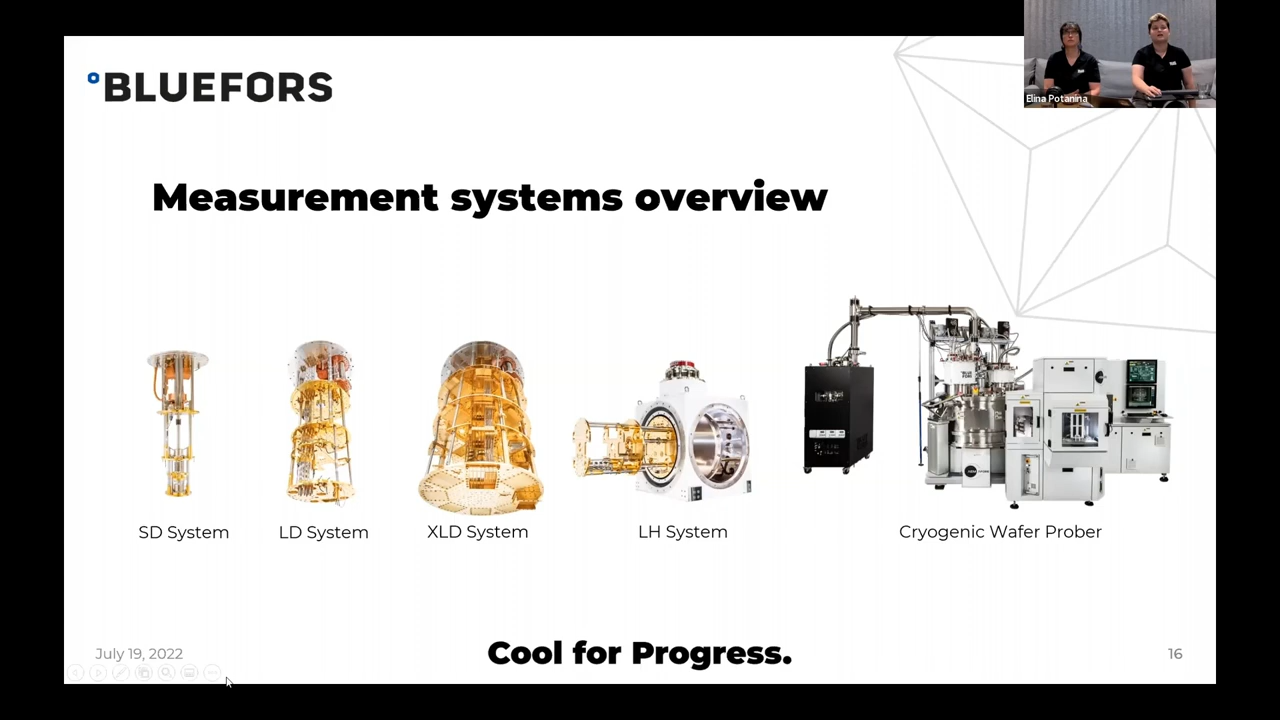 BLUEFORS
Elina Potanina
Measurement systems overview
SD System
LD System
XLD System
LH System
Cryogenic Wafer Prober
July 19, 2022
Cool for Progress.
16